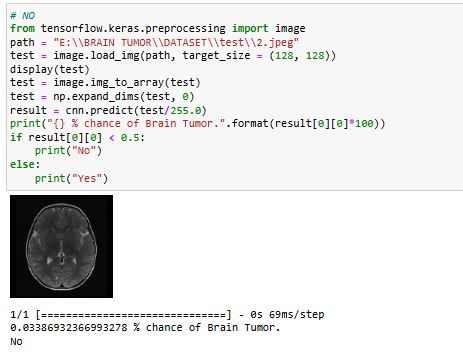 # NO
from tensorflow.keras.preprocessing import image
path = "E:\\BRAIN TUMOR\\DATASET\\test\\2.jpeg"
test = image.load_img(path, target_size = (128, 128))
display(test)
test = image.img_to_array(test)
test = np.expand_dims(test, 0)
result = cnn.predict(test/255.0)
print("{} % chance of Brain Tumor.".format(result[0][0]*100))
if result[0][0] < 0.5:
    print("No")
else:
    print("Yes")
1/1 [==============================] - 0s 69ms/step
0.03386932366993278 % chance of Brain Tumor.
No